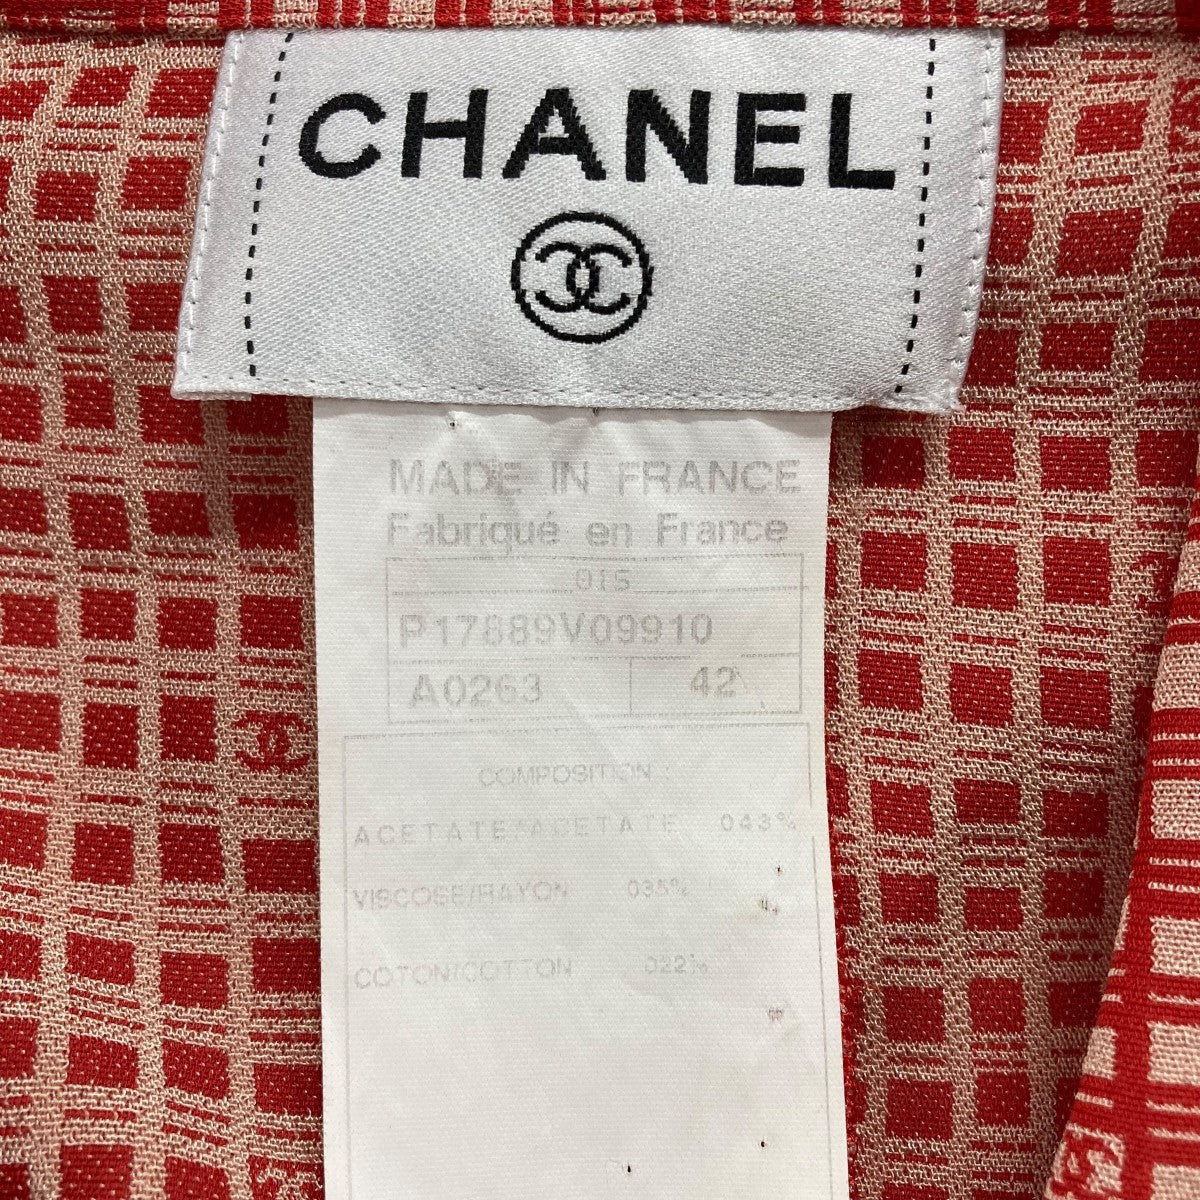 CHANEL
MADE IN FRANCE
Fabriqué en France
01S
P17889V09910
A0263 42
COMPOSITION :
ACETATE/ACETATE 043%
VISCOSE/RAYON 035%
COTON/COTTON 022%